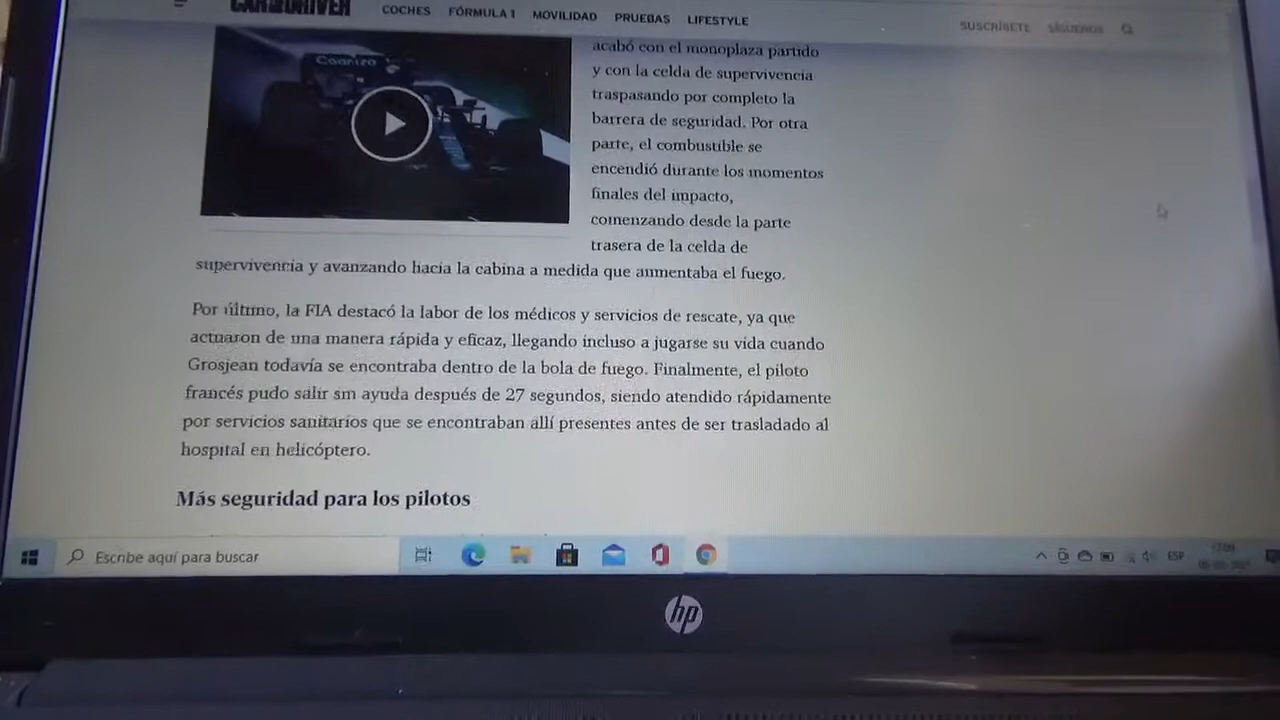 CAR AND DRIVER
COCHES FÓRMULA 1 MOVILIDAD PRUEBAS LIFESTYLE
SUSCRÍBETE SÍGUENOS
Cognizant
acabó con el monoplaza partido
y con la celda de supervivencia
traspasando por completo la
barrera de seguridad. Por otra
parte, el combustible se
encendió durante los momentos
finales del impacto,
comenzando desde la parte
trasera de la celda de
supervivencia y avanzando hacia la cabina a medida que aumentaba el fuego.
Por último, la FIA destacó la labor de los médicos y servicios de rescate, ya que
actuaron de una manera rápida y eficaz, llegando incluso a jugarse su vida cuando
Grosjean todavía se encontraba dentro de la bola de fuego. Finalmente, el piloto
francés pudo salir sin ayuda después de 27 segundos, siendo atendido rápidamente
por servicios sanitarios que se encontraban allí presentes antes de ser trasladado al
hospital en helicóptero.
Más seguridad para los pilotos
Escribe aquí para buscar
ESP
hp